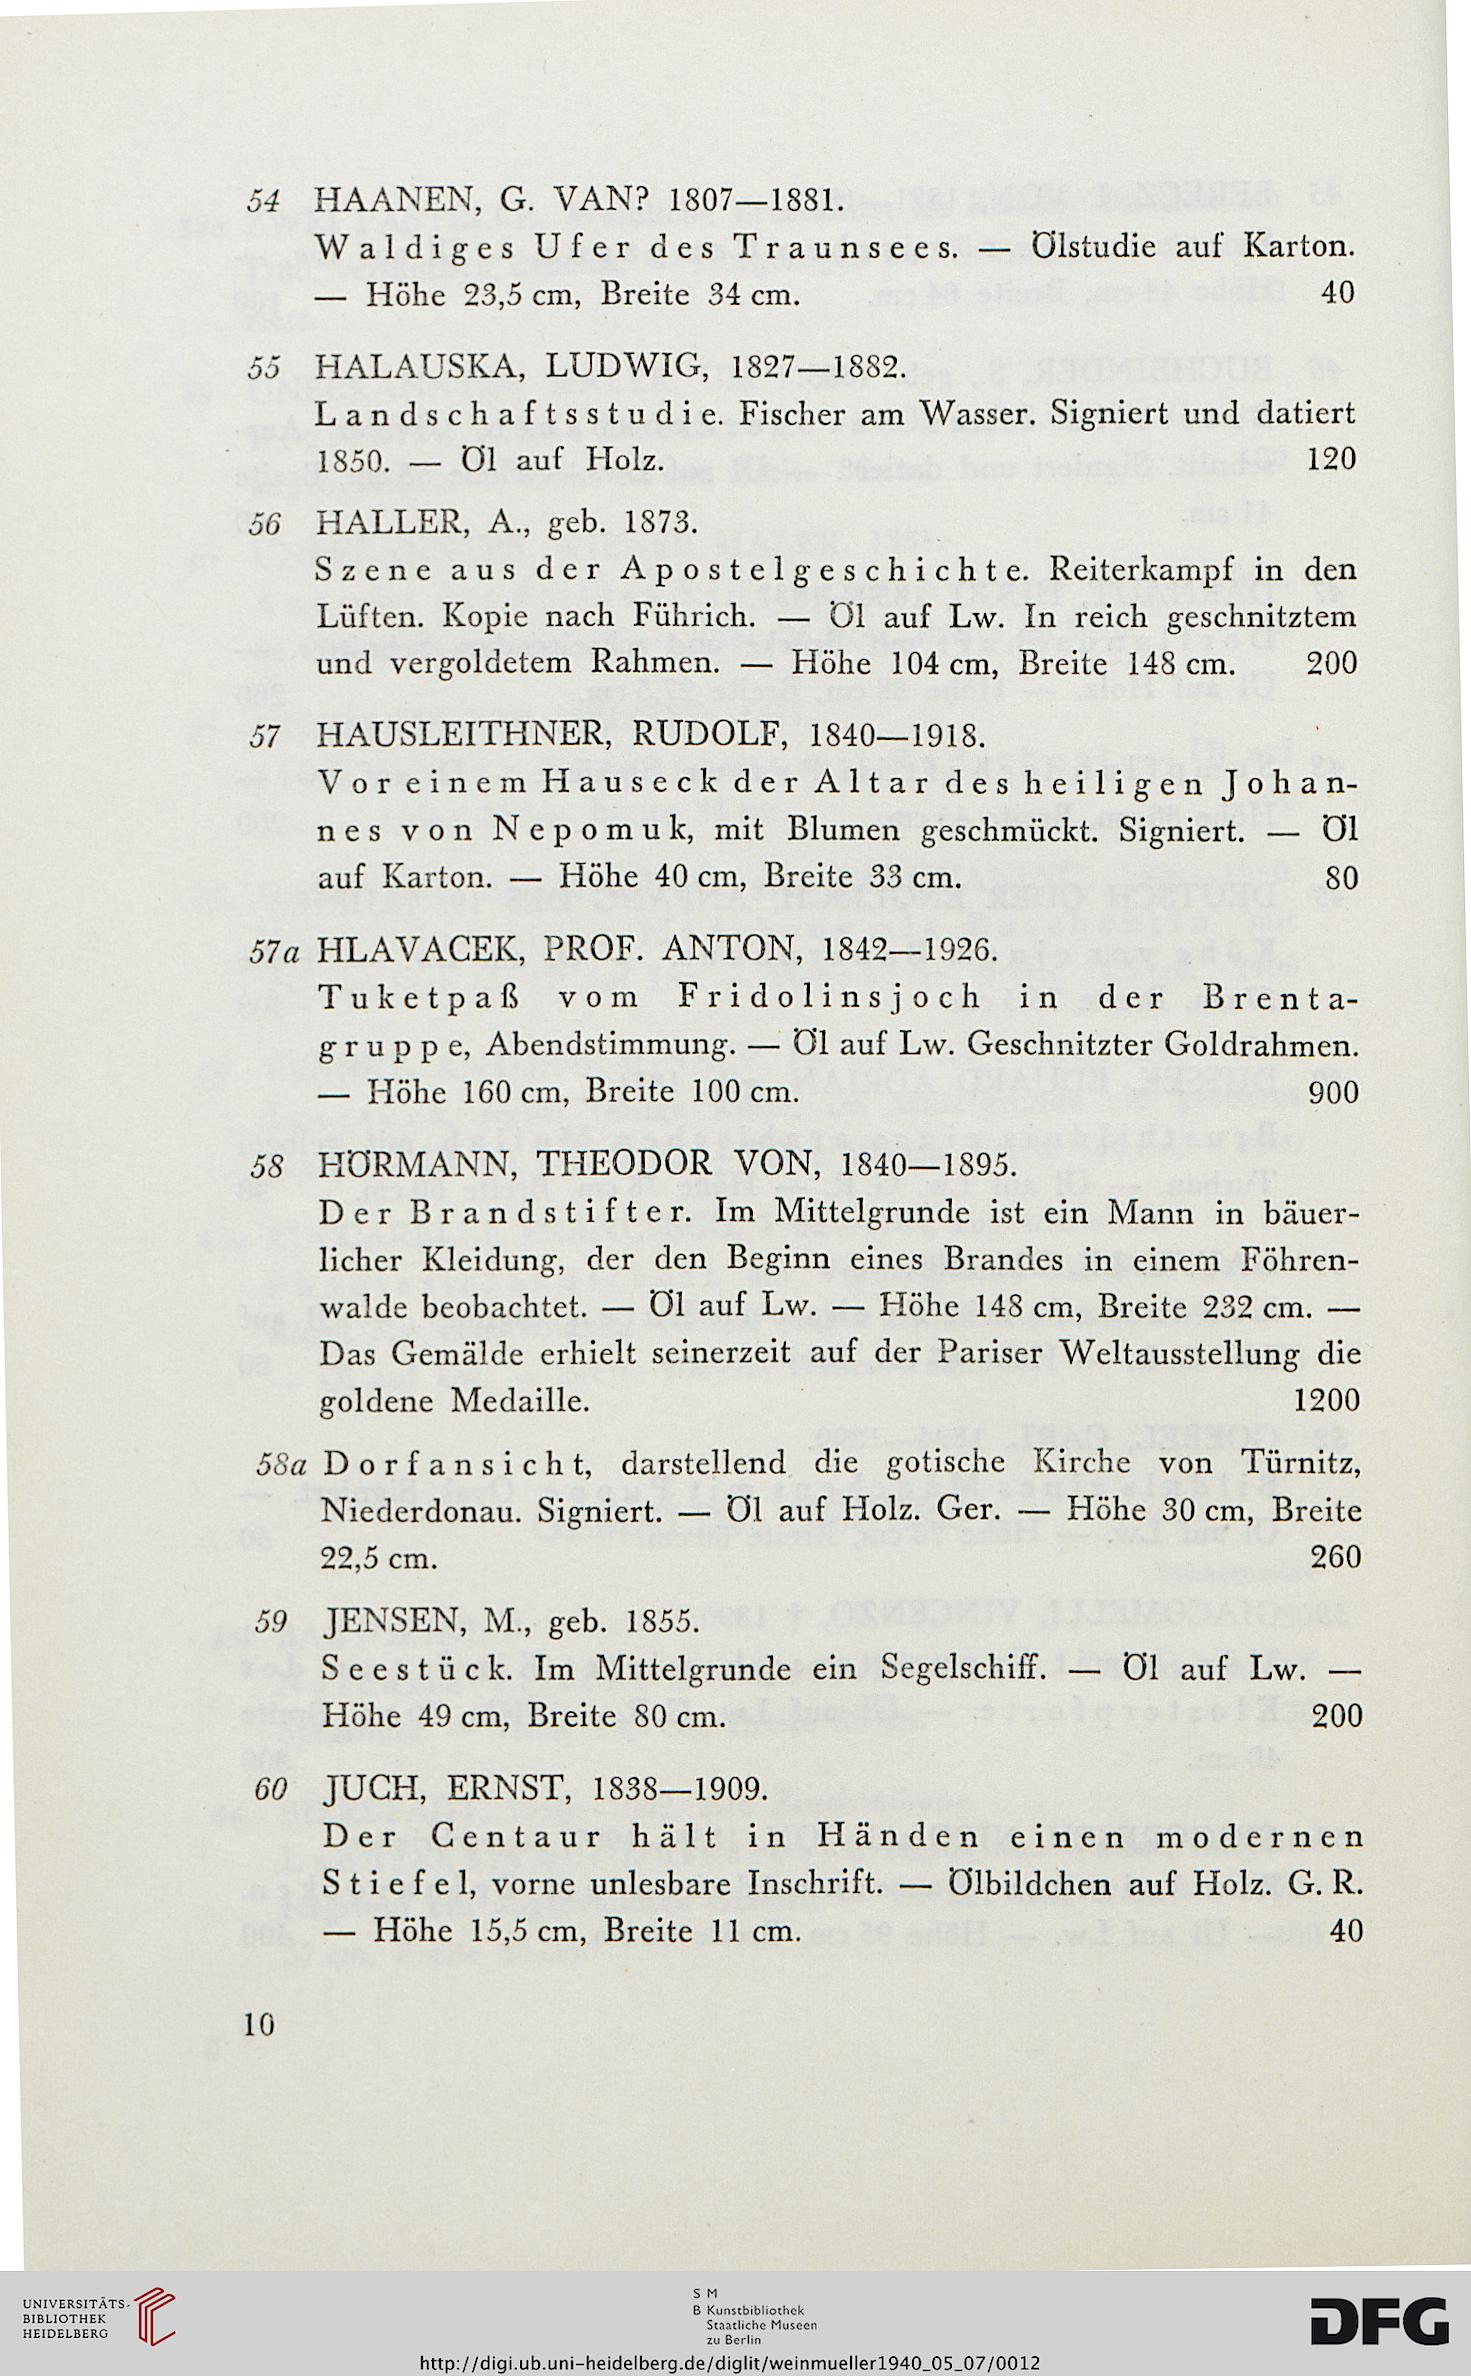 54 HAANEN, G. VAN? 1807—1881.
Waldiges Ufer des Traunsees. — Ölstudie auf Karton.
— Höhe 23,5 cm, Breite 34 cm. 40
55 HALAUSKA, LUDWIG, 1827—1882.
Landschaftsstudie. Fischer am Wasser. Signiert und datiert
1850. — Öl auf Holz. 120
56 HALLER, A., geb. 1873.
Szene aus der Apostelgeschichte. Reiterkampf in den
Lüften. Kopie nach Führich. — Öl auf Lw. In reich geschnitztem
und vergoldetem Rahmen. — Höhe 104 cm, Breite 148 cm. 200
57 HAUSLEITHNER, RUDOLF, 1840—1918.
Vor einem Hauseck der Altar des heiligen Johan-
nes von Nepomuk, mit Blumen geschmückt. Signiert. — Öl
auf Karton. — Höhe 40 cm, Breite 33 cm. 80
57a HLAVACEK, PROF. ANTON, 1842—1926.
Tuketpaß vom Fridolinsjoch in der Brenta-
gruppe, Abendstimmung. — Öl auf Lw. Geschnitzter Goldrahmen.
— Höhe 160 cm, Breite 100 cm. 900
58 HÖRMANN, THEODOR VON, 1840—1895.
Der Brandstifter. Im Mittelgrunde ist ein Mann in bäuer-
licher Kleidung, der den Beginn eines Brandes in einem Föhren-
walde beobachtet. — Öl auf Lw. — Höhe 148 cm, Breite 232 cm. —
Das Gemälde erhielt seinerzeit auf der Pariser Weltausstellung die
goldene Medaille. 1200
58a Dorfansicht, darstellend die gotische Kirche von Türnitz,
Niederdonau. Signiert. — Öl auf Holz. Ger. — Höhe 30 cm, Breite
22,5 cm. 260
59 JENSEN, M., geb. 1855.
Seestück. Im Mittelgrunde ein Segelschiff. — Öl auf Lw. —
Höhe 49 cm, Breite 80 cm. 200
60 JUCH, ERNST, 1838—1909.
Der Centaur hält in Händen einen modernen
Stiefel, vorne unlesbare Inschrift. — Ölbildchen auf Holz. G. R.
— Höhe 15,5 cm, Breite 11 cm. 40
10
UNIVERSITÄTS-
BIBLIOTHEK
HEIDELBERG
S M
B Kunstbibliothek
Staatliche Museen
zu Berlin
DFG
http://digi.ub.uni-heidelberg.de/diglit/weinmueller1940_05_07/0012